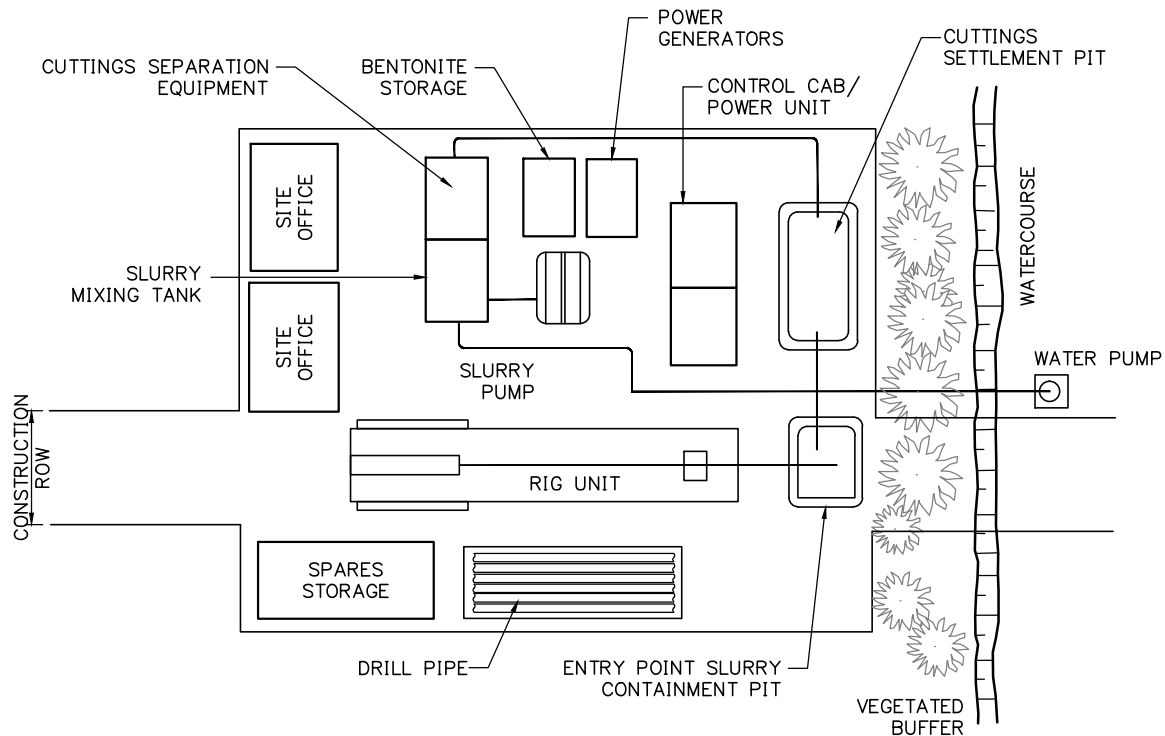 POWER
GENERATORS
CUTTINGS
SETTLEMENT PIT
CUTTINGS SEPARATION
EQUIPMENT
BENTONITE
STORAGE
CONTROL CAB/
POWER UNIT
SITE
OFFICE
WATERCOURSE
SLURRY
MIXING TANK
SITE
OFFICE
SLURRY
PUMP
WATER PUMP
CONSTRUCTION
ROW
RIG UNIT
SPARES
STORAGE
DRILL PIPE
ENTRY POINT SLURRY
CONTAINMENT PIT
VEGETATED
BUFFER